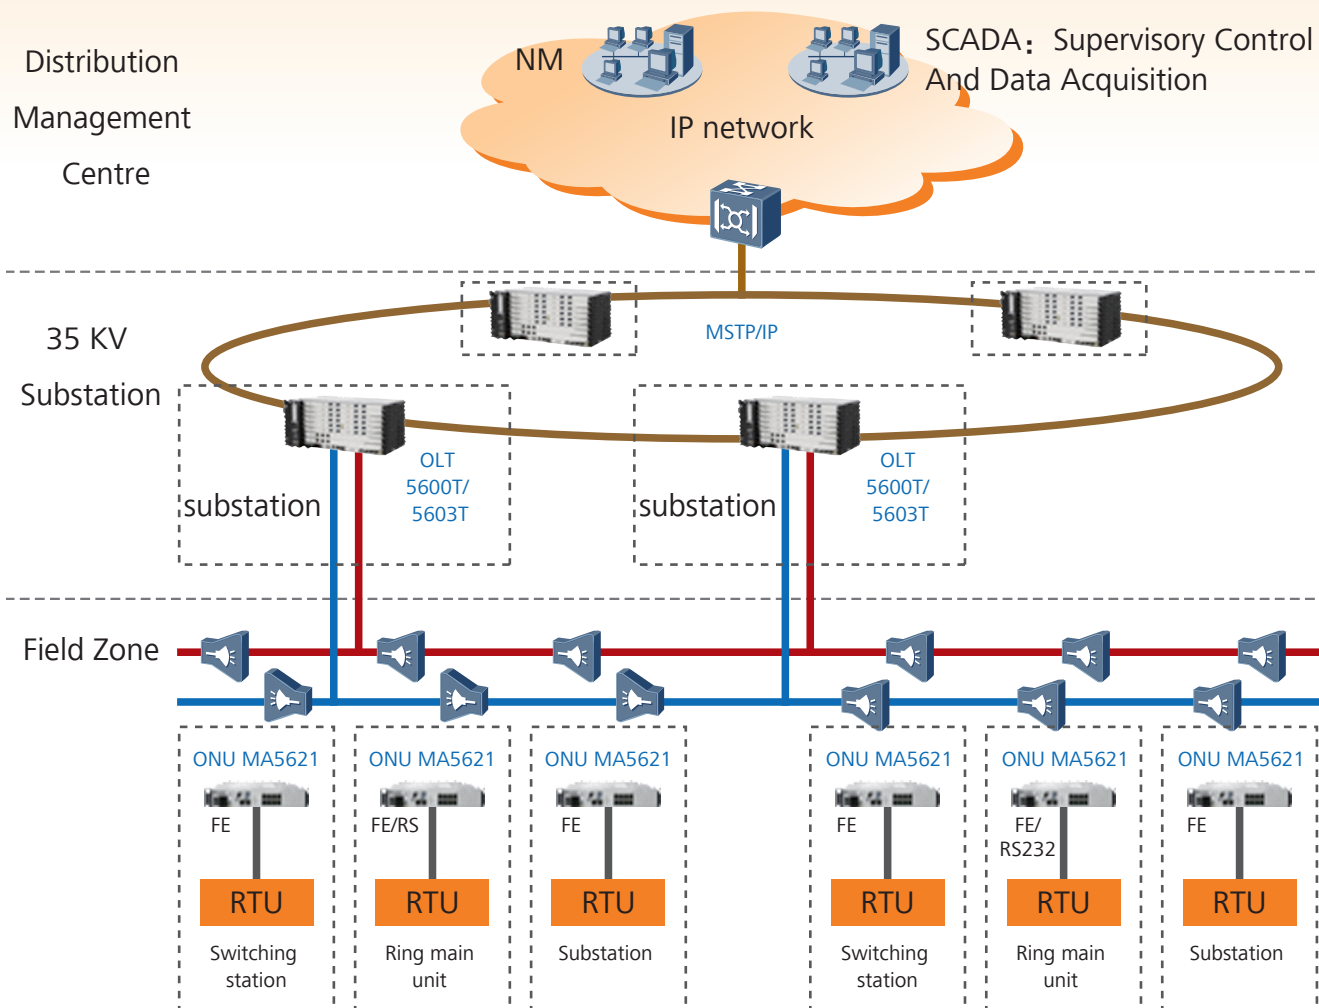 Distribution
Management
Centre
NM
SCADA：Supervisory Control
And Data Acquisition
IP network
35 KV
Substation
MSTP/IP
substation
OLT
5600T/
5603T
substation
OLT
5600T/
5603T
Field Zone
ONU MA5621
ONU MA5621
ONU MA5621
ONU MA5621
ONU MA5621
ONU MA5621
FE
FE/RS
FE
FE
FE/
RS232
FE
RTU
RTU
RTU
RTU
RTU
RTU
Switching
station
Ring main
unit
Substation
Switching
station
Ring main
unit
Substation